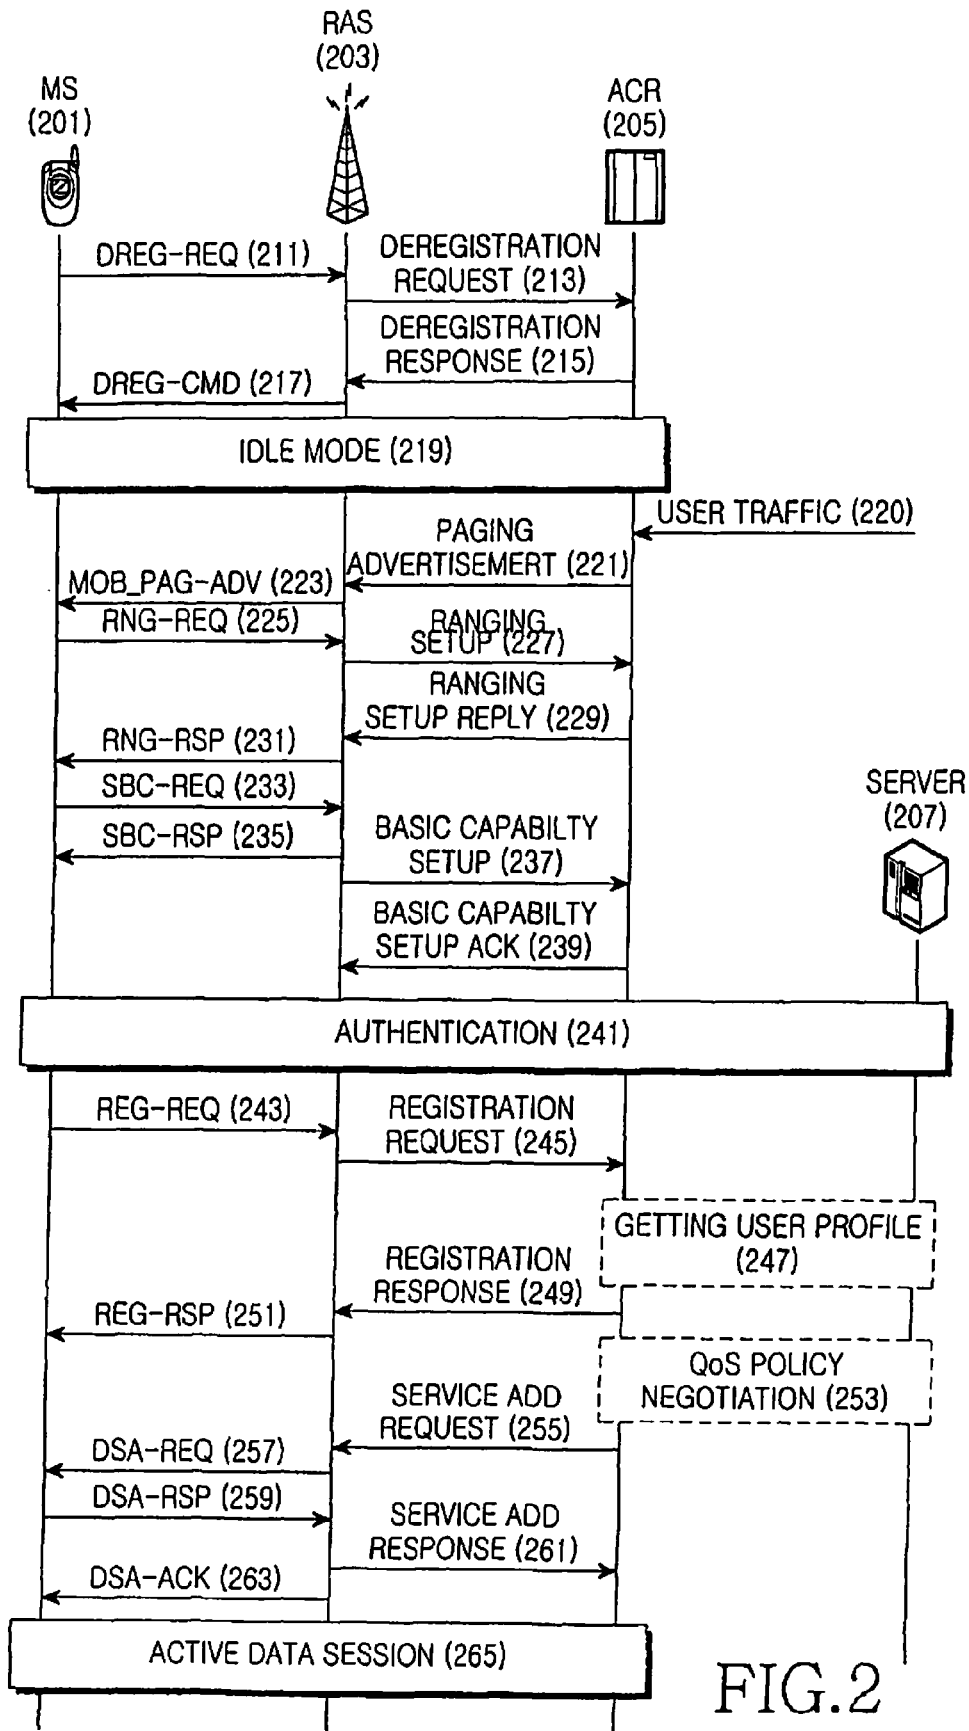 RAS
(203)
MS
(201)
ACR
(205)
DREG-REQ (211)
DEREGISTRATION
REQUEST (213)
DEREGISTRATION
RESPONSE (215)
DREG-CMD (217)
IDLE MODE (219)
USER TRAFFIC (220)
PAGING
ADVERTISEMERT (221)
MOB_PAG-ADV (223)
RNG-REQ (225)
RANGING
SETUP (227)
RANGING
SETUP REPLY (229)
RNG-RSP (231)
SBC-REQ (233)
SERVER
(207)
SBC-RSP (235)
BASIC CAPABILTY
SETUP (237)
BASIC CAPABILTY
SETUP ACK (239)
AUTHENTICATION (241)
REG-REQ (243)
REGISTRATION
REQUEST (245)
GETTING USER PROFILE
(247)
REGISTRATION
RESPONSE (249)
REG-RSP (251)
QoS POLICY
NEGOTIATION (253)
SERVICE ADD
REQUEST (255)
DSA-REQ (257)
DSA-RSP (259)
SERVICE ADD
RESPONSE (261)
DSA-ACK (263)
ACTIVE DATA SESSION (265)
FIG.2